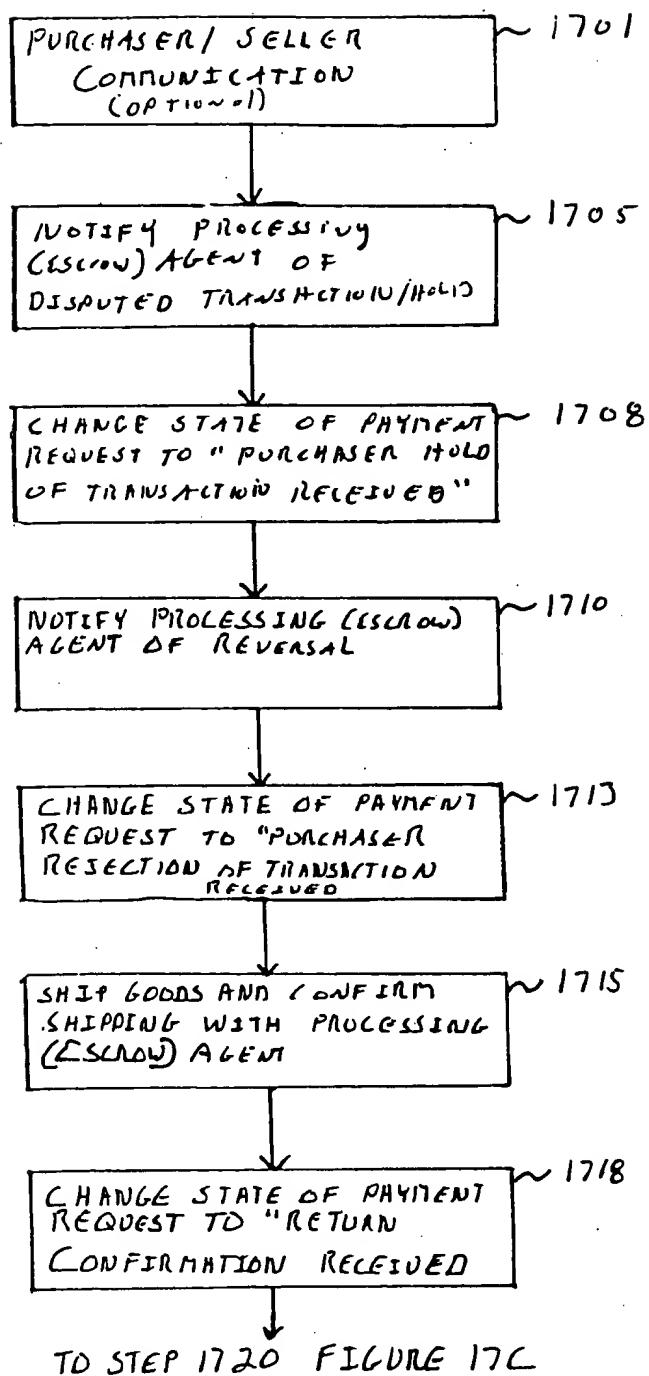 PURCHASER / SELLER
COMMUNICATION
(OPTIONAL)
1701
NOTIFY PROCESSING
(ESCROW) AGENT OF
DISPUTED TRANSACTION/HOLD
1705
CHANGE STATE OF PAYMENT
REQUEST TO "PURCHASER HOLD
OF TRANSACTION RECEIVED"
1708
NOTIFY PROCESSING (ESCROW)
AGENT OF REVERSAL
1710
CHANGE STATE OF PAYMENT
REQUEST TO "PURCHASER
REJECTION OF TRANSACTION
RECEIVED
1713
SHIP GOODS AND CONFIRM
SHIPPING WITH PROCESSING
(ESCROW) AGENT
1715
CHANGE STATE OF PAYMENT
REQUEST TO "RETURN
CONFIRMATION RECEIVED
1718
TO STEP 1720 FIGURE 17C